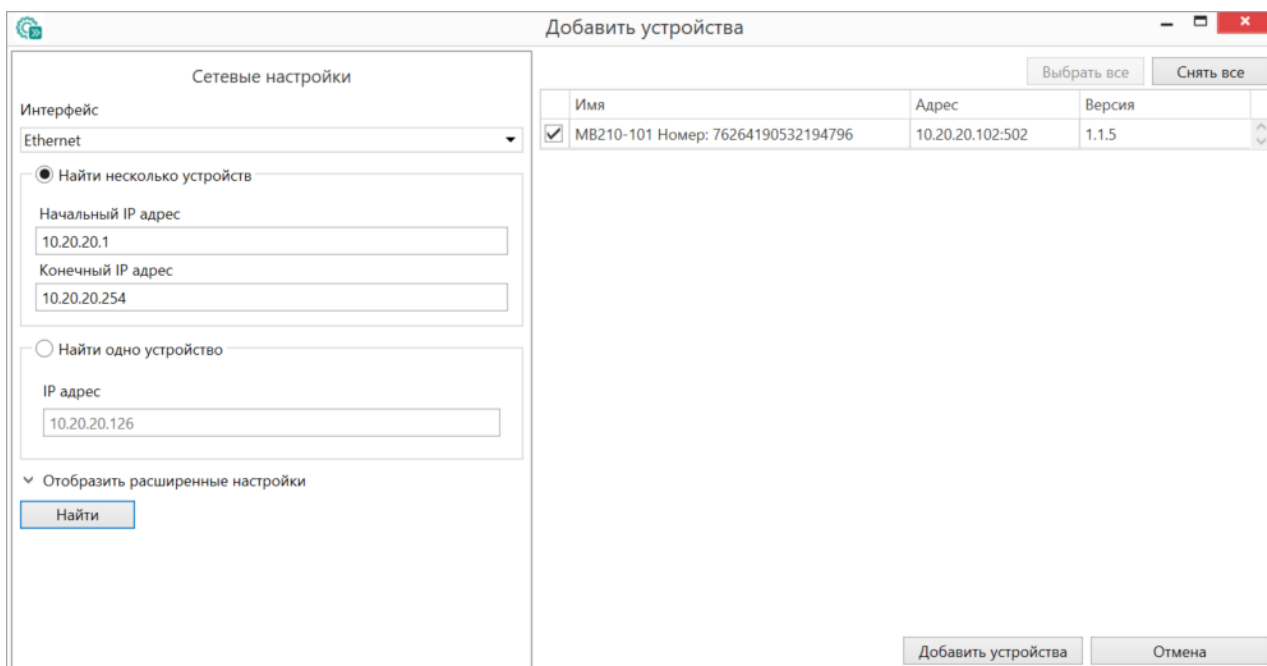 Добавить устройства
Сетевые настройки
Интерфейс
Ethernet
Найти несколько устройств
Начальный IP адрес
10.20.20.1
Конечный IP адрес
10.20.20.254
Найти одно устройство
IP адрес
10.20.20.126
Отобразить расширенные настройки
Найти
Выбрать все Снять все
Имя Адрес Версия
МВ210-101 Номер: 76264190532194796 10.20.20.102:502 1.1.5
Добавить устройства Отмена